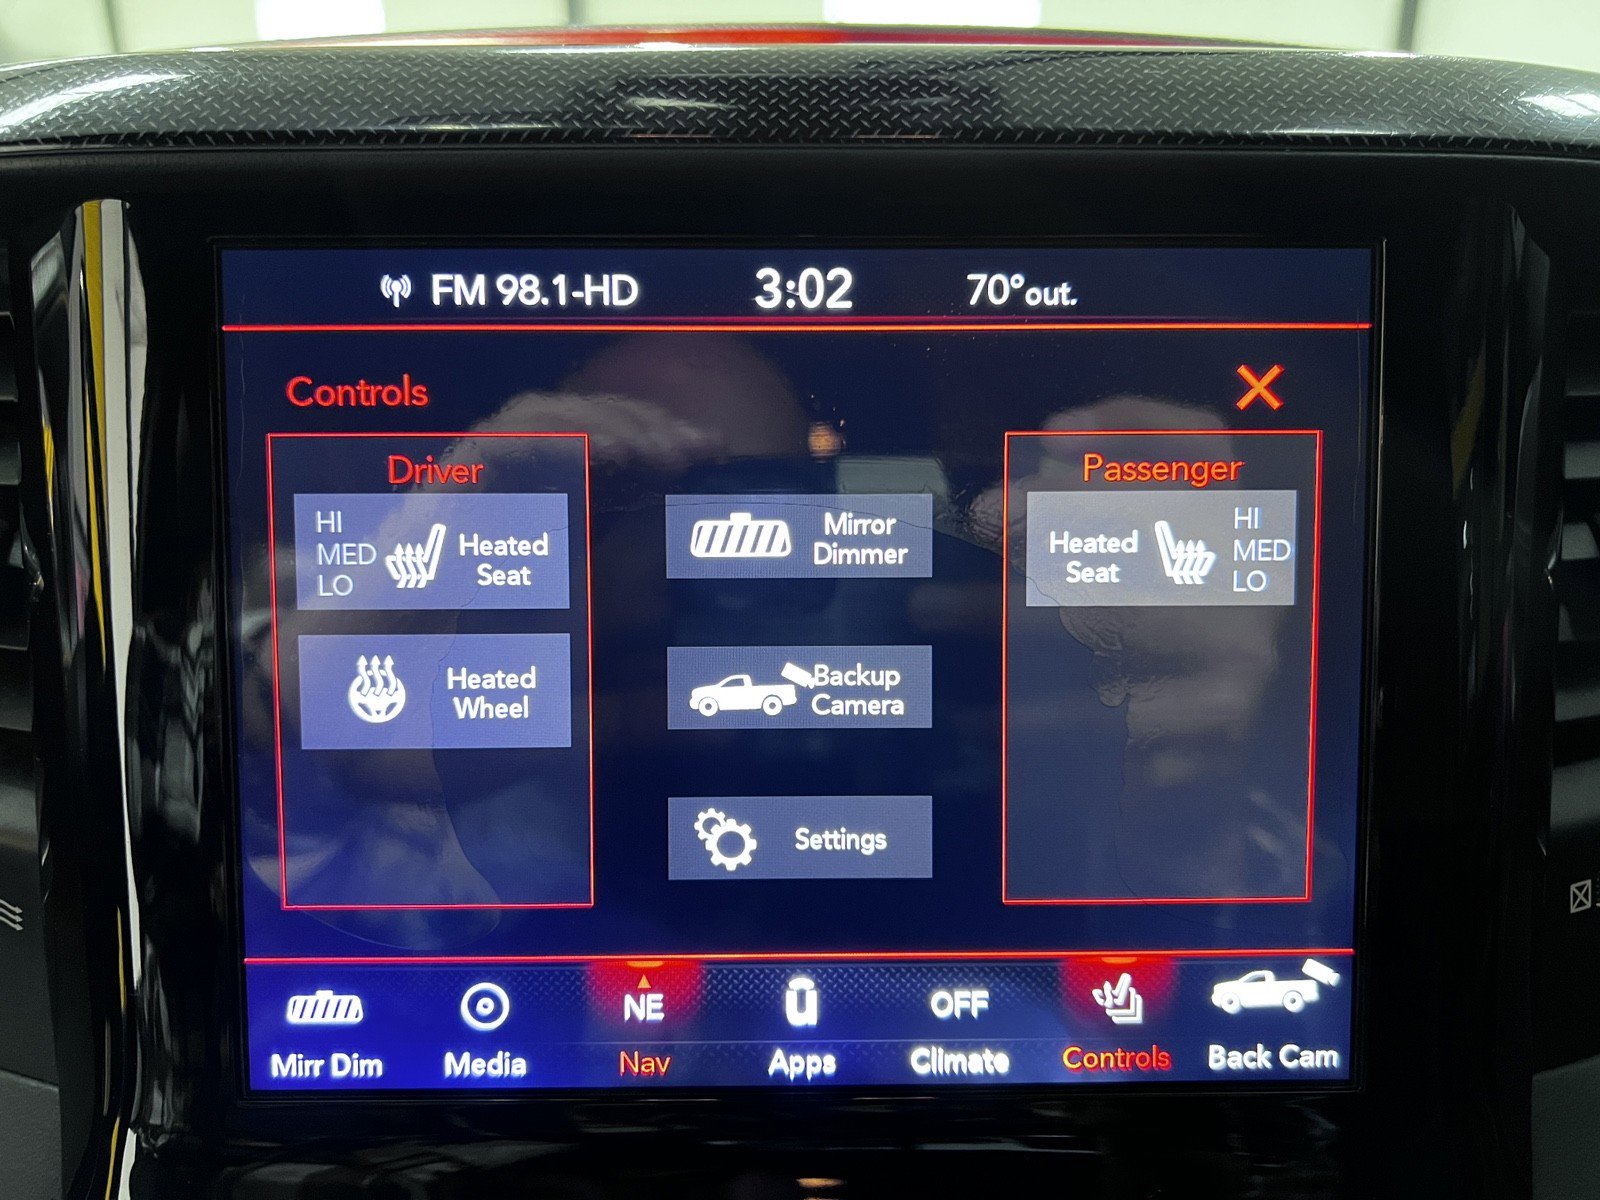 FM 98.1-HD
3:02
70°out.
Controls
X
Driver
HI
MED
LO
Heated
Seat
Heated
Wheel
Mirror
Dimmer
Backup
Camera
Settings
Passenger
Heated
Seat
HI
MED
LO
Mirr Dim
Media
NE
Nav
Apps
OFF
Climate
Controls
Back Cam